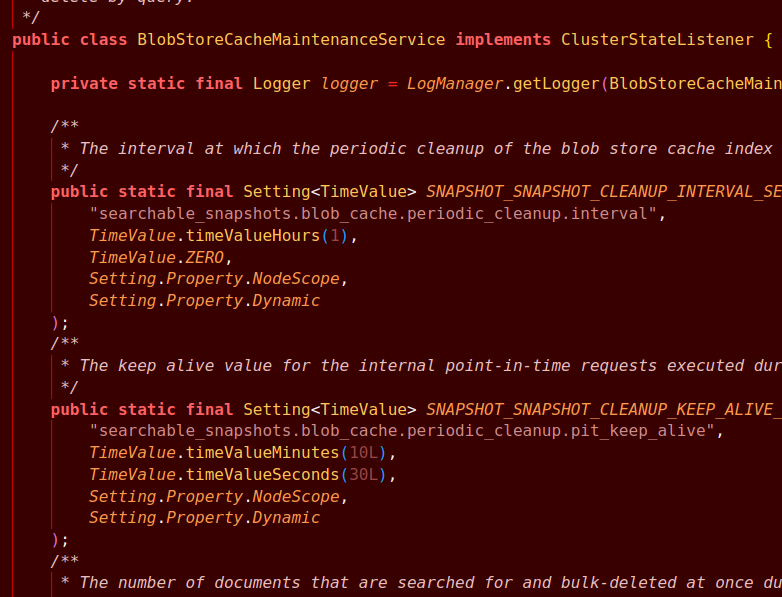 delete by query.
*/
public class BlobStoreCacheMaintenanceService implements ClusterStateListener {
private static final Logger logger = LogManager.getLogger(BlobStoreCacheMain
/**
* The interval at which the periodic cleanup of the blob store cache index
*/
public static final Setting<TimeValue> SNAPSHOT_SNAPSHOT_CLEANUP_INTERVAL_SE
"searchable_snapshots.blob_cache.periodic_cleanup.interval",
TimeValue.timeValueHours(1),
TimeValue.ZERO,
Setting.Property.NodeScope,
Setting.Property.Dynamic
);
/**
* The keep alive value for the internal point-in-time requests executed dur
*/
public static final Setting<TimeValue> SNAPSHOT_SNAPSHOT_CLEANUP_KEEP_ALIVE_
"searchable_snapshots.blob_cache.periodic_cleanup.pit_keep_alive",
TimeValue.timeValueMinutes(10L),
TimeValue.timeValueSeconds(30L),
Setting.Property.NodeScope,
Setting.Property.Dynamic
);
/**
* The number of documents that are searched for and bulk-deleted at once du